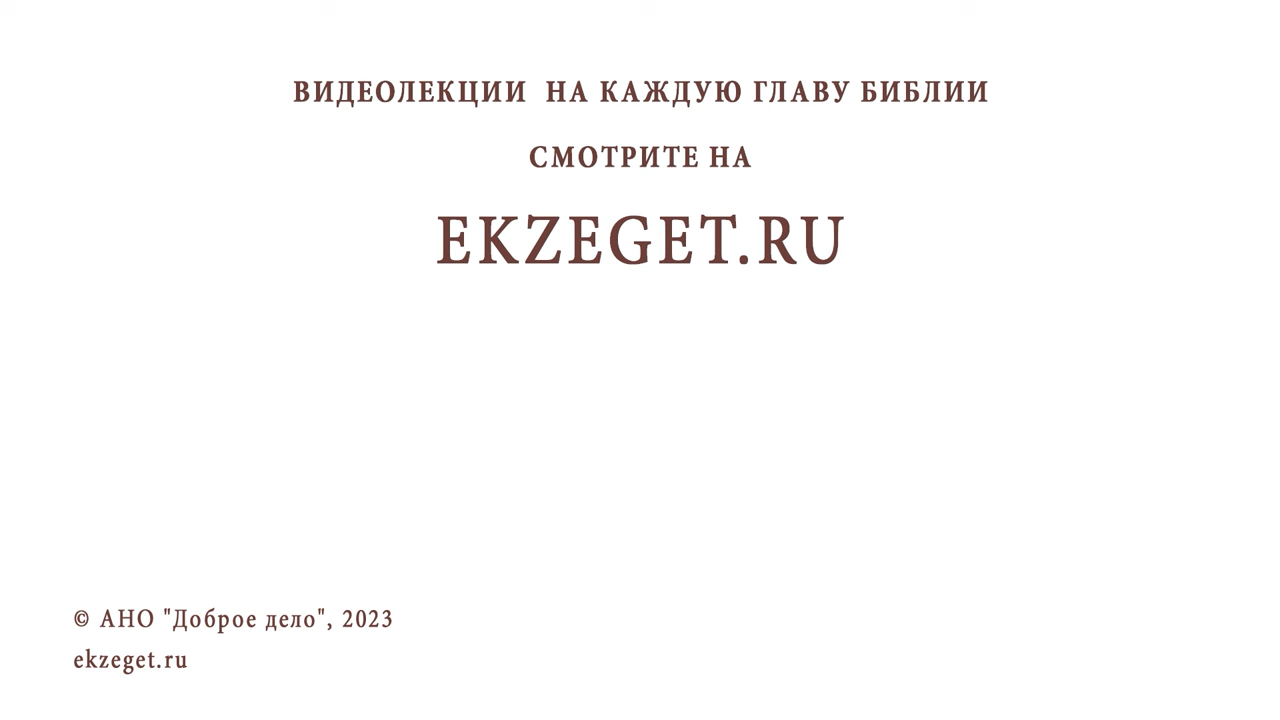 ВИДЕОЛЕКЦИИ НА КАЖДУЮ ГЛАВУ БИБЛИИ
СМОТРИТЕ НА
EKZEGET.RU
© АНО "Доброе дело", 2023
ekzeget.ru